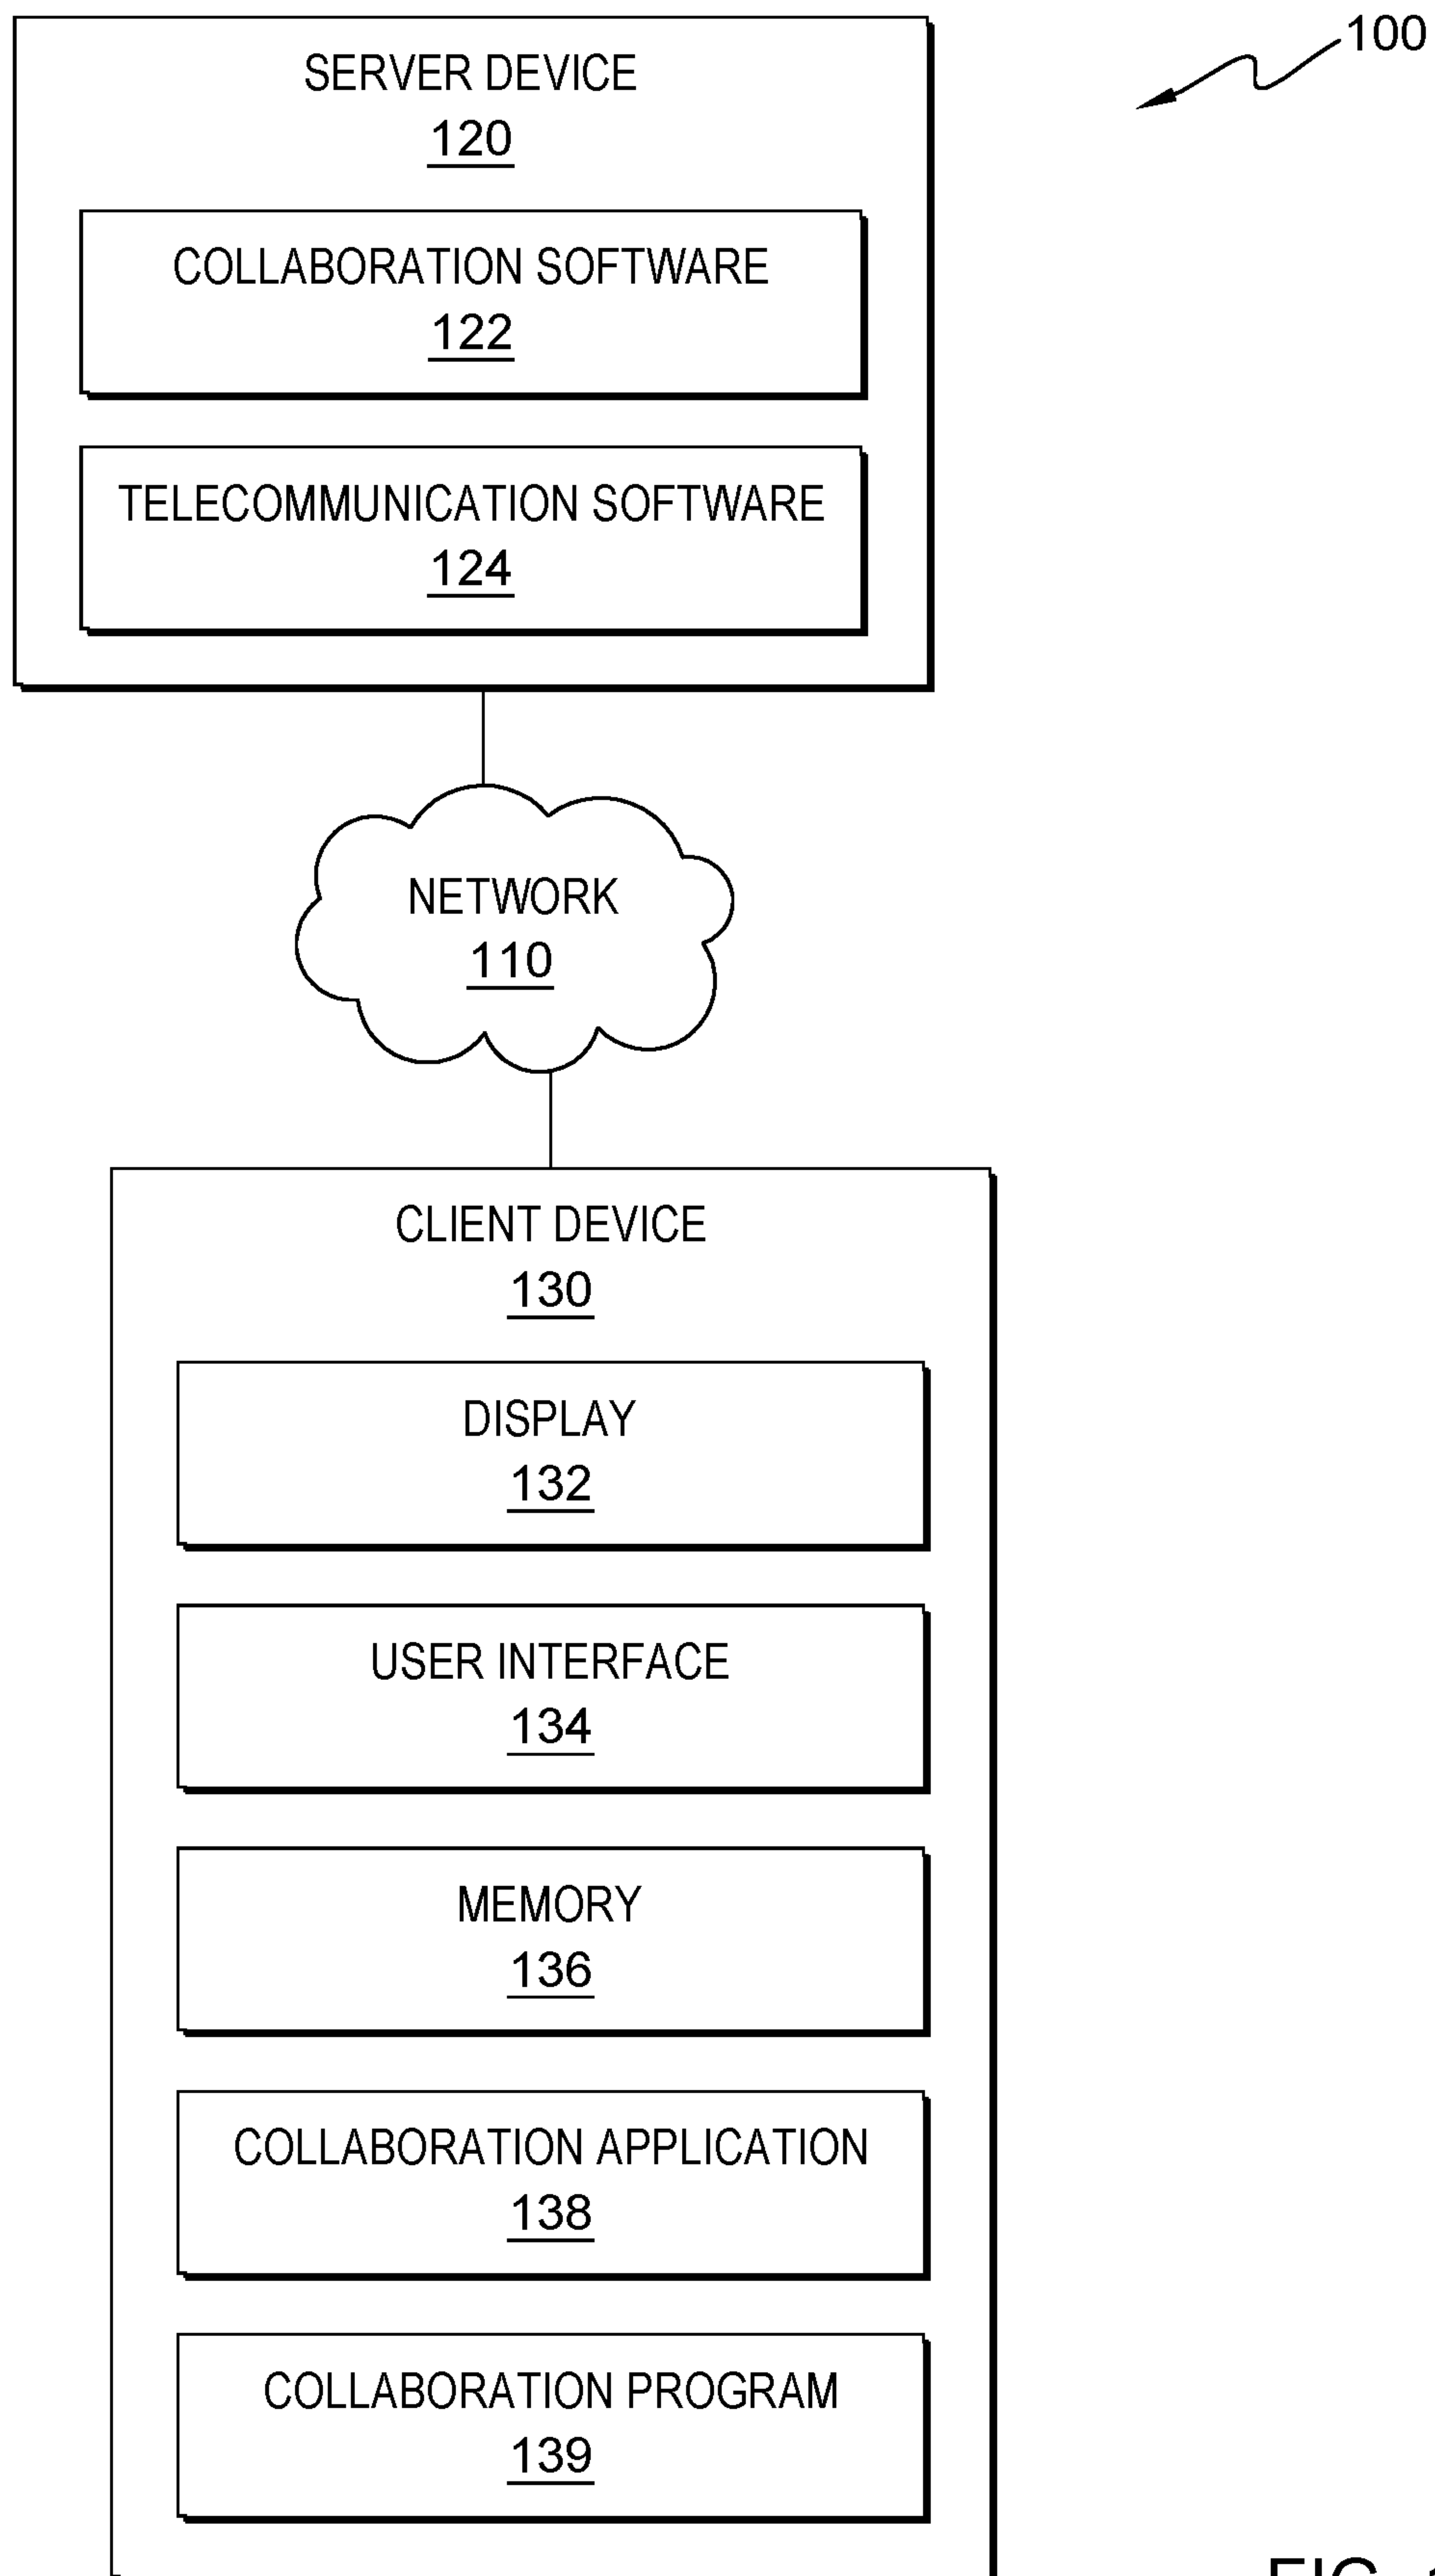 100
SERVER DEVICE
120
COLLABORATION SOFTWARE
122
TELECOMMUNICATION SOFTWARE
124
NETWORK
110
CLIENT DEVICE
130
DISPLAY
132
USER INTERFACE
134
MEMORY
136
COLLABORATION APPLICATION
138
COLLABORATION PROGRAM
139
FIG.